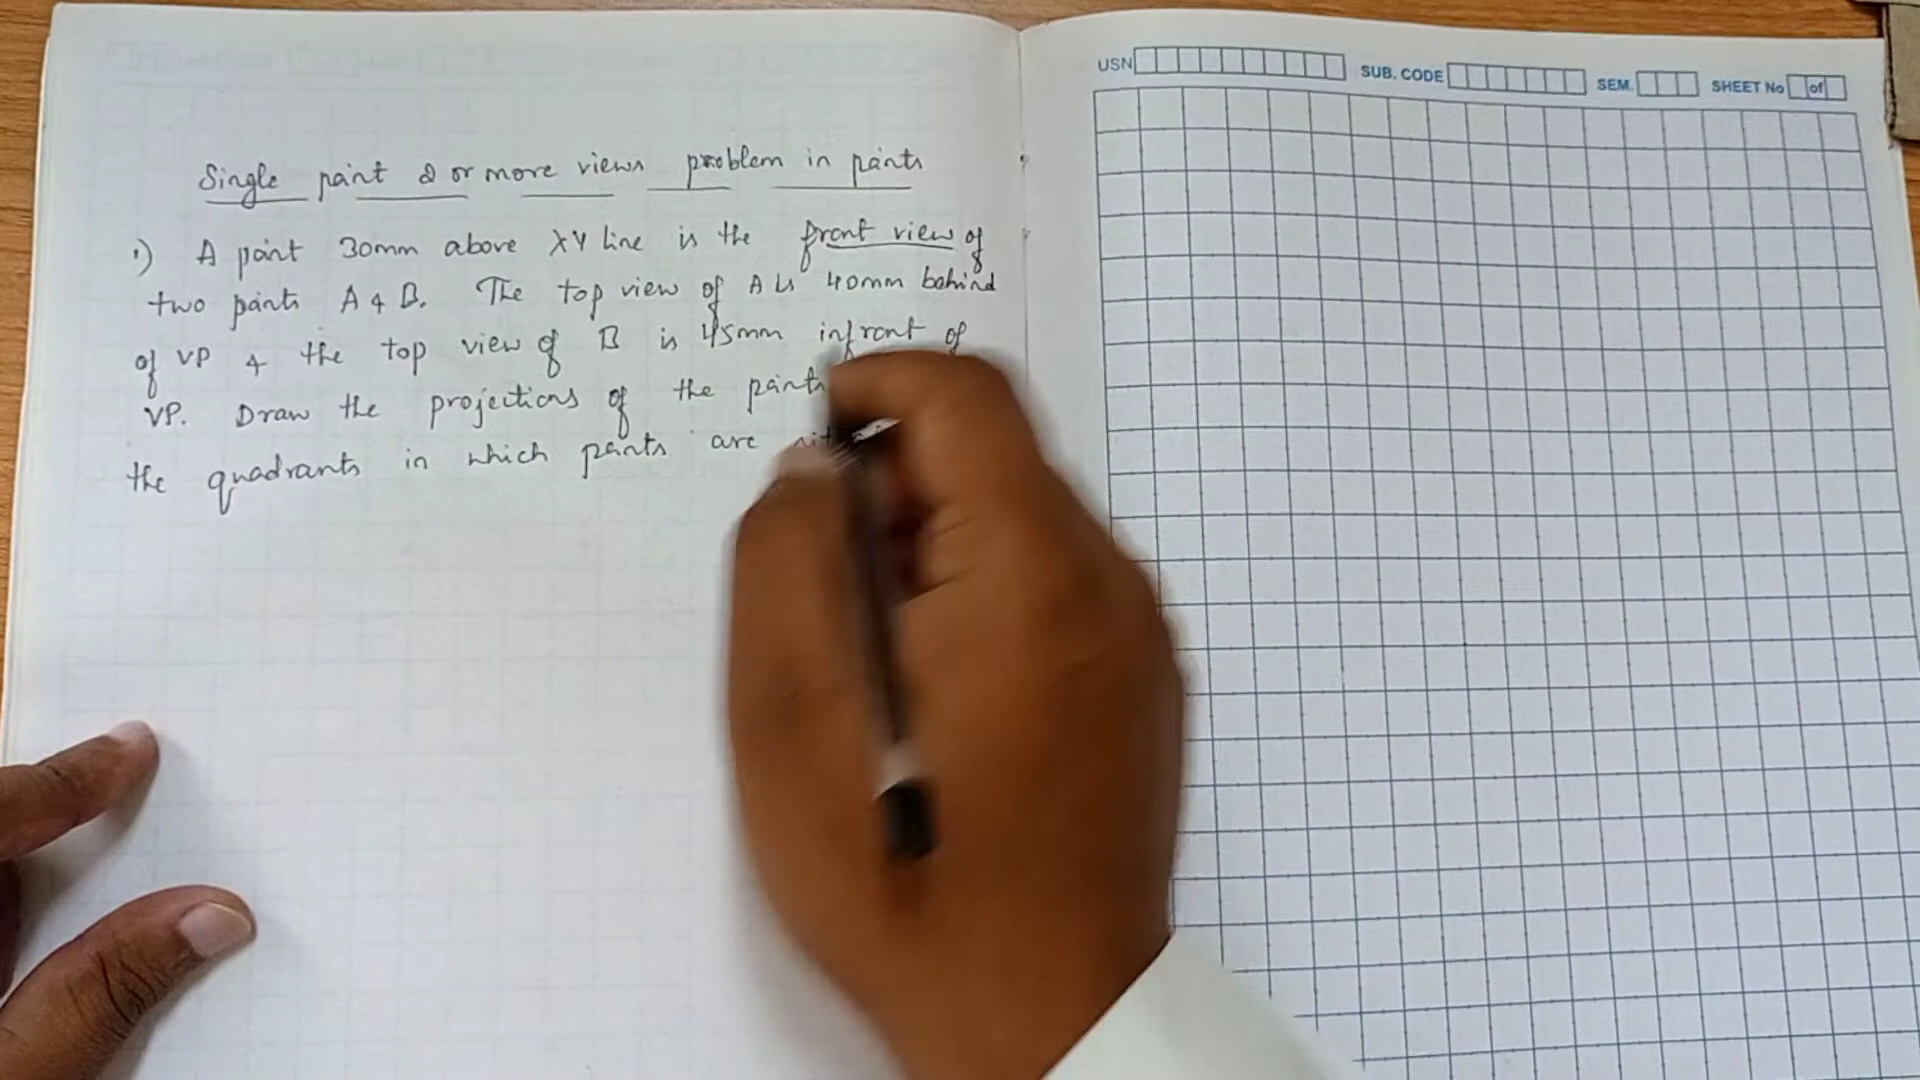 Single point 2 or more views problem in points
1) A point 30mm above XY line is the front view of
two points A & B. The top view of A is 40mm behind
of VP & the top view of B is 45mm infront of
VP. Draw the projections of the points
the quadrants in which points are
USN SUB. CODE SEM. SHEET No of